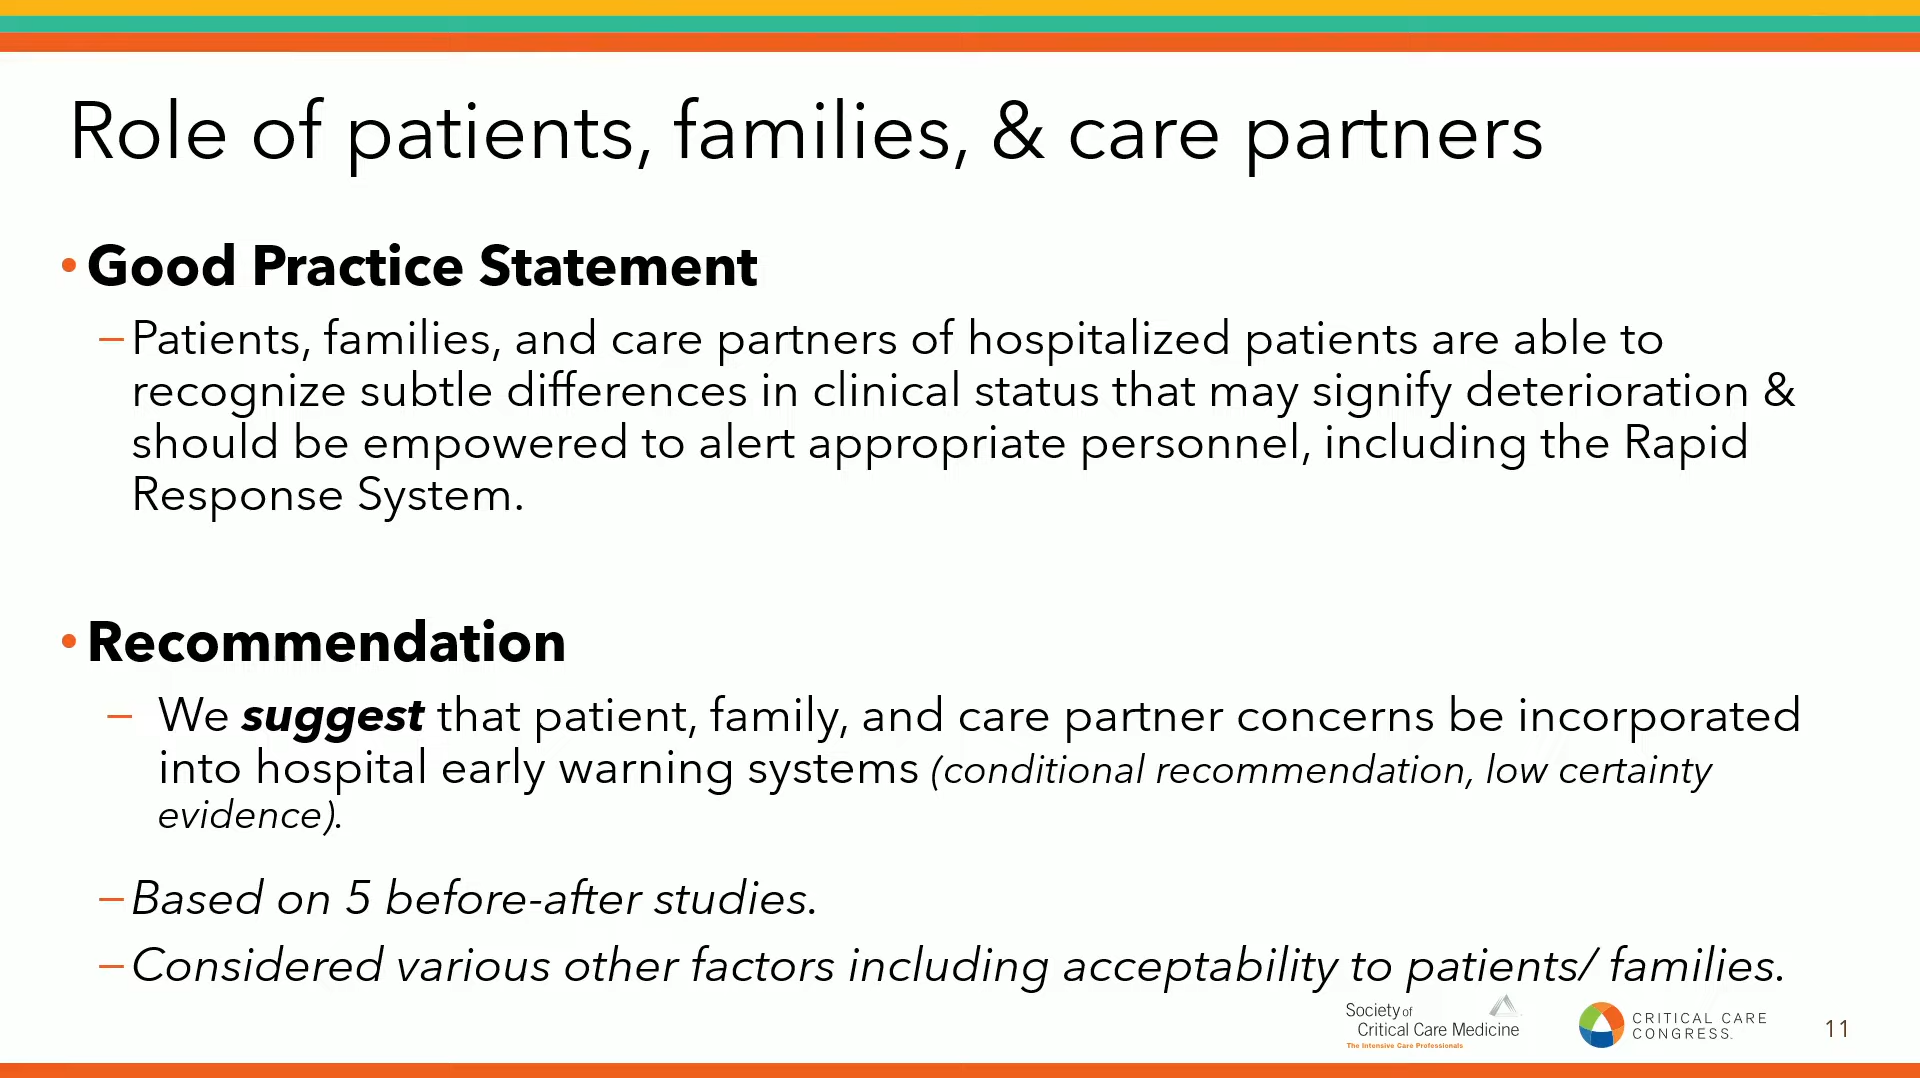 Role of patients, families, & care partners
• Good Practice Statement
– Patients, families, and care partners of hospitalized patients are able to
recognize subtle differences in clinical status that may signify deterioration &
should be empowered to alert appropriate personnel, including the Rapid
Response System.
• Recommendation
– We suggest that patient, family, and care partner concerns be incorporated
into hospital early warning systems (conditional recommendation, low certainty
evidence).
– Based on 5 before-after studies.
– Considered various other factors including acceptability to patients/ families.
Society of
Critical Care Medicine
The Intensive Care Professionals
CRITICAL CARE
CONGRESS.
11